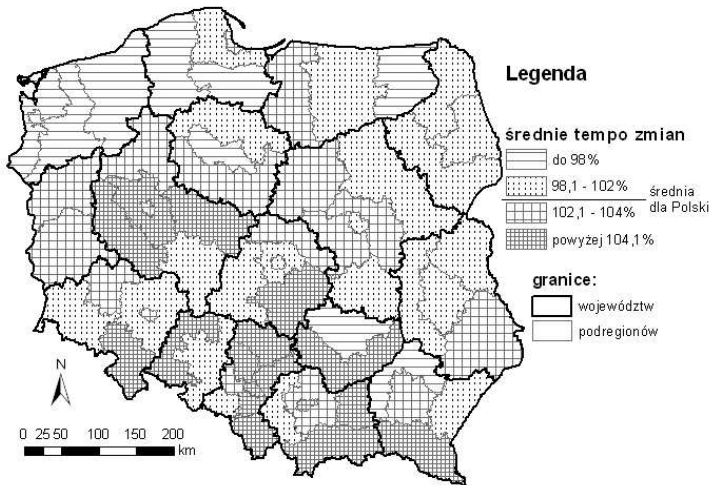 Legenda
średnie tempo zmian
do 98%
98,1 - 102%
średnia
dla Polski
102,1 - 104%
powyżej 104,1%
granice:
województw
podregionów
N
0 25 50 100 150 200
km